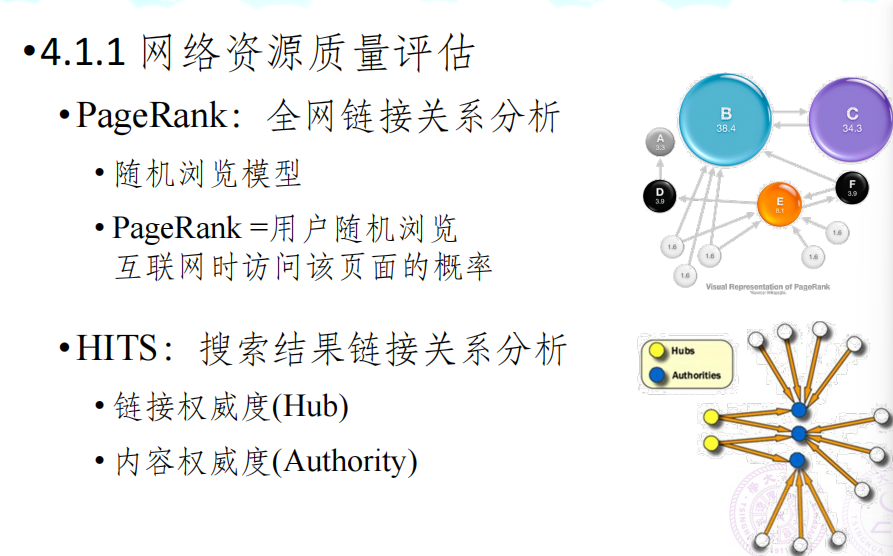 •4.1.1 网络资源质量评估
•PageRank：全网链接关系分析
•随机浏览模型
•PageRank =用户随机浏览
互联网时访问该页面的概率
•HITS：搜索结果链接关系分析
•链接权威度(Hub)
•内容权威度(Authority)
B
38.4
C
34.3
A
3.3
D
3.9
E
8.1
F
3.9
1.6
1.6
1.6
1.6
1.6
Visual Representation of PageRank
Hubs
Authorities